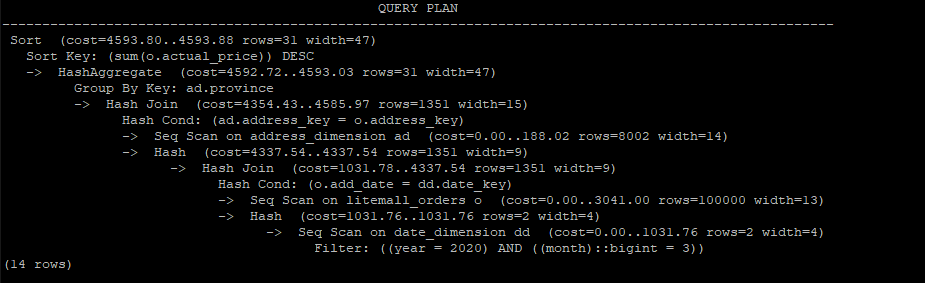 QUERY PLAN
--------------------------------------------------------------------------------------------------------
Sort  (cost=4593.80..4593.88 rows=31 width=47)
  Sort Key: (sum(o.actual_price)) DESC
  ->  HashAggregate  (cost=4592.72..4593.03 rows=31 width=47)
        Group By Key: ad.province
        ->  Hash Join  (cost=4354.43..4585.97 rows=1351 width=15)
              Hash Cond: (ad.address_key = o.address_key)
              ->  Seq Scan on address_dimension ad  (cost=0.00..188.02 rows=8002 width=14)
              ->  Hash  (cost=4337.54..4337.54 rows=1351 width=9)
                    ->  Hash Join  (cost=1031.78..4337.54 rows=1351 width=9)
                          Hash Cond: (o.add_date = dd.date_key)
                          ->  Seq Scan on litemall_orders o  (cost=0.00..3041.00 rows=100000 width=13)
                          ->  Hash  (cost=1031.76..1031.76 rows=2 width=4)
                                ->  Seq Scan on date_dimension dd  (cost=0.00..1031.76 rows=2 width=4)
                                      Filter: ((year = 2020) AND ((month)::bigint = 3))
(14 rows)